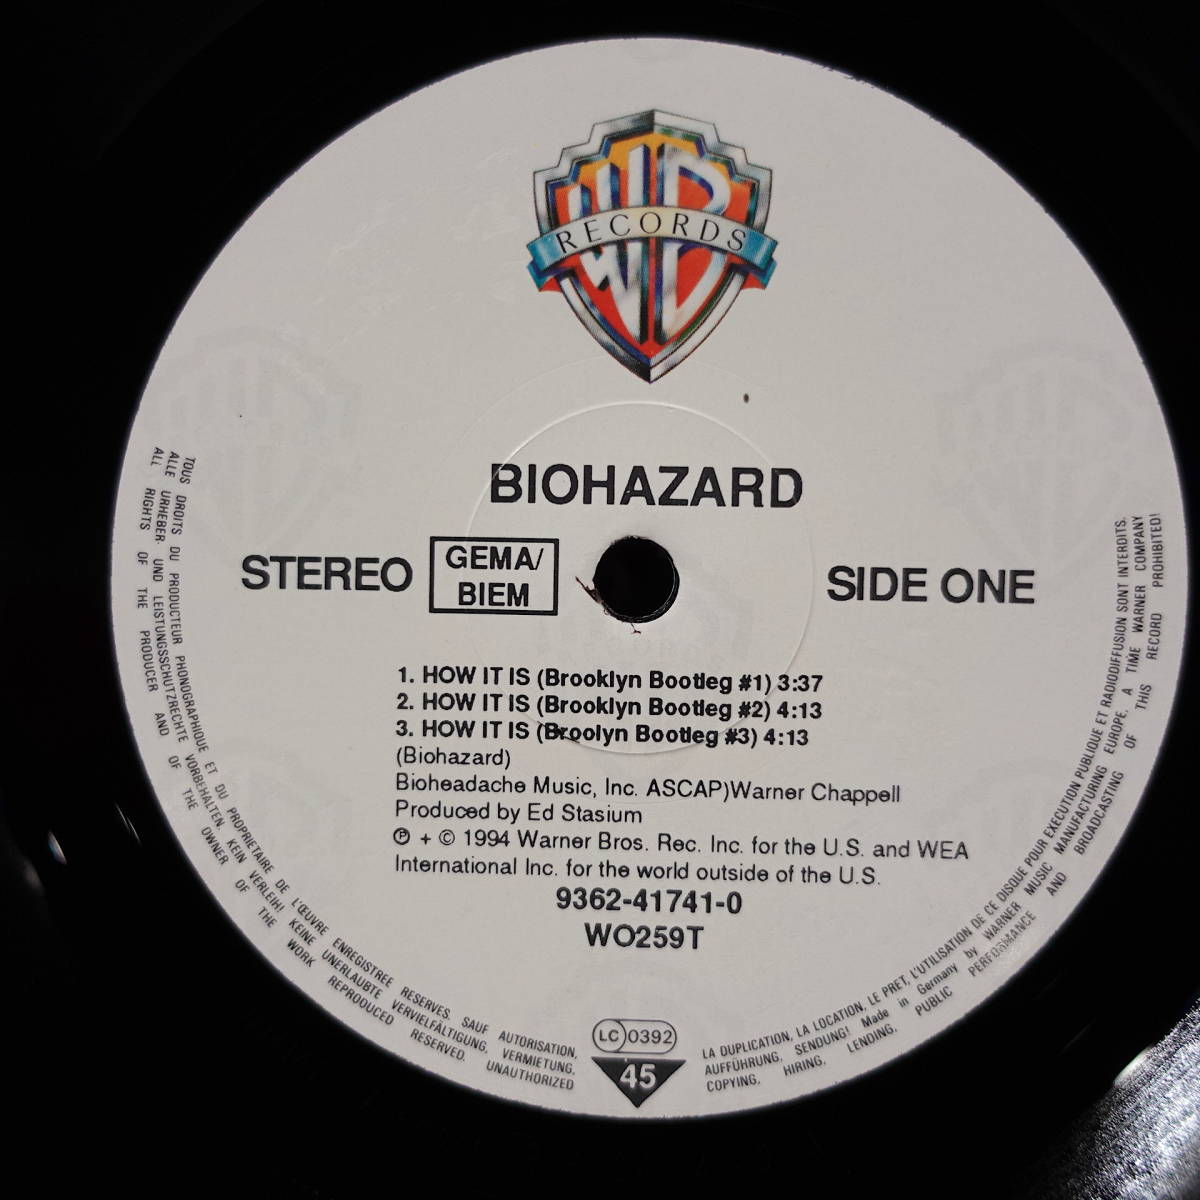 WB
RECORDS
BIOHAZARD
STEREO
GEMA/
BIEM
SIDE ONE
1. HOW IT IS (Brooklyn Bootleg #1) 3:37
2. HOW IT IS (Brooklyn Bootleg #2) 4:13
3. HOW IT IS (Broolyn Bootleg #3) 4:13
(Biohazard)
Bioheadache Music, Inc. ASCAP)Warner Chappell
Produced by Ed Stasium
℗ + © 1994 Warner Bros. Rec. Inc. for the U.S. and WEA
International Inc. for the world outside of the U.S.
9362-41741-0
WO259T
LC 0392
45
TOUS DROITS DU PRODUCTEUR PHONOGRAPHIQUE ET DU PROPRIETAIRE DE L'ŒUVRE ENREGISTREE RESERVES. SAUF AUTORISATION, LA DUPLICATION, LA LOCATION, LE PRET, L'UTILISATION DE CE DISQUE POUR EXECUTION PUBLIQUE ET RADIODIFFUSION SONT INTERDITS.
ALLE URHEBER- UND LEISTUNGSSCHUTZRECHTE VORBEHALTEN. KEIN VERLEIH! KEINE UNERLAUBTE VERVIELFÄLTIGUNG, VERMIETUNG, AUFFÜHRUNG, SENDUNG! Made in Germany by WARNER MUSIC MANUFACTURING EUROPE. A TIME WARNER COMPANY
ALL RIGHTS OF THE PRODUCER AND OF THE OWNER OF THE WORK REPRODUCED RESERVED. UNAUTHORIZED COPYING, HIRING, LENDING, PUBLIC PERFORMANCE AND BROADCASTING OF THIS RECORD PROHIBITED!